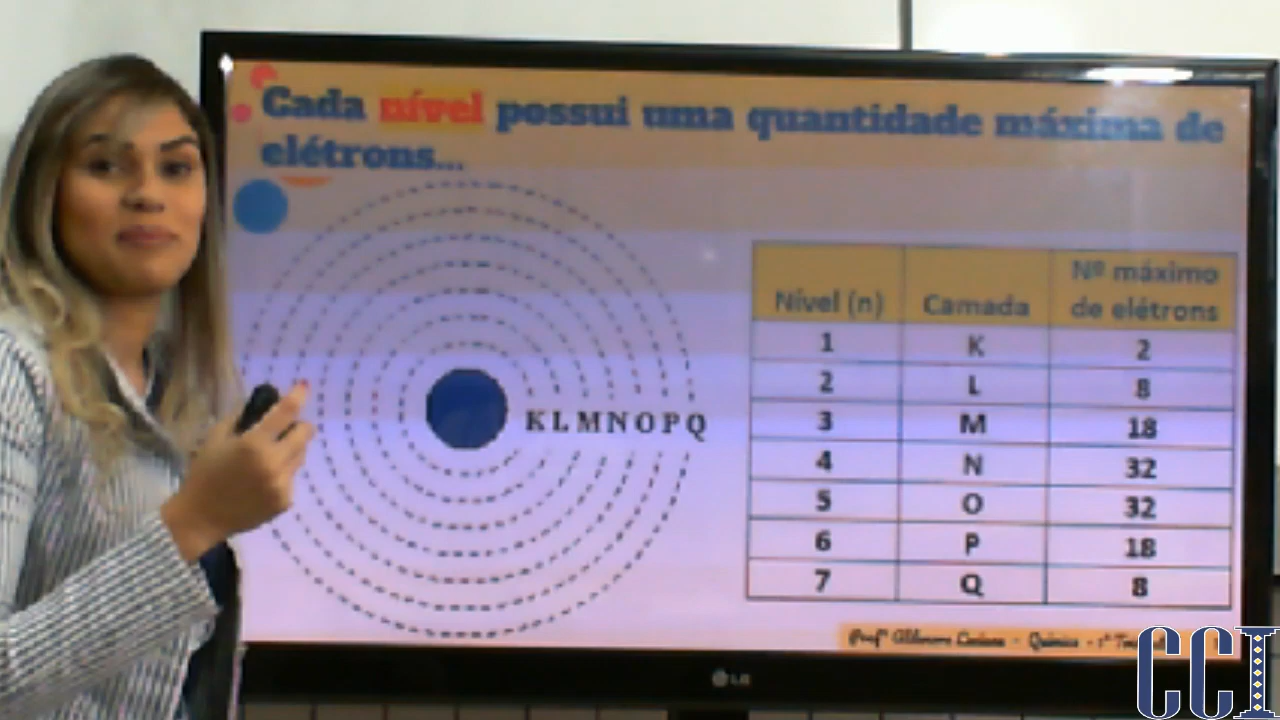 Cada nível possui uma quantidade máxima de
elétrons...
K L M N O P Q
Nível (n) Camada Nº máximo de elétrons
1 K 2
2 L 8
3 M 18
4 N 32
5 O 32
6 P 18
7 Q 8
Química
LG
CCI